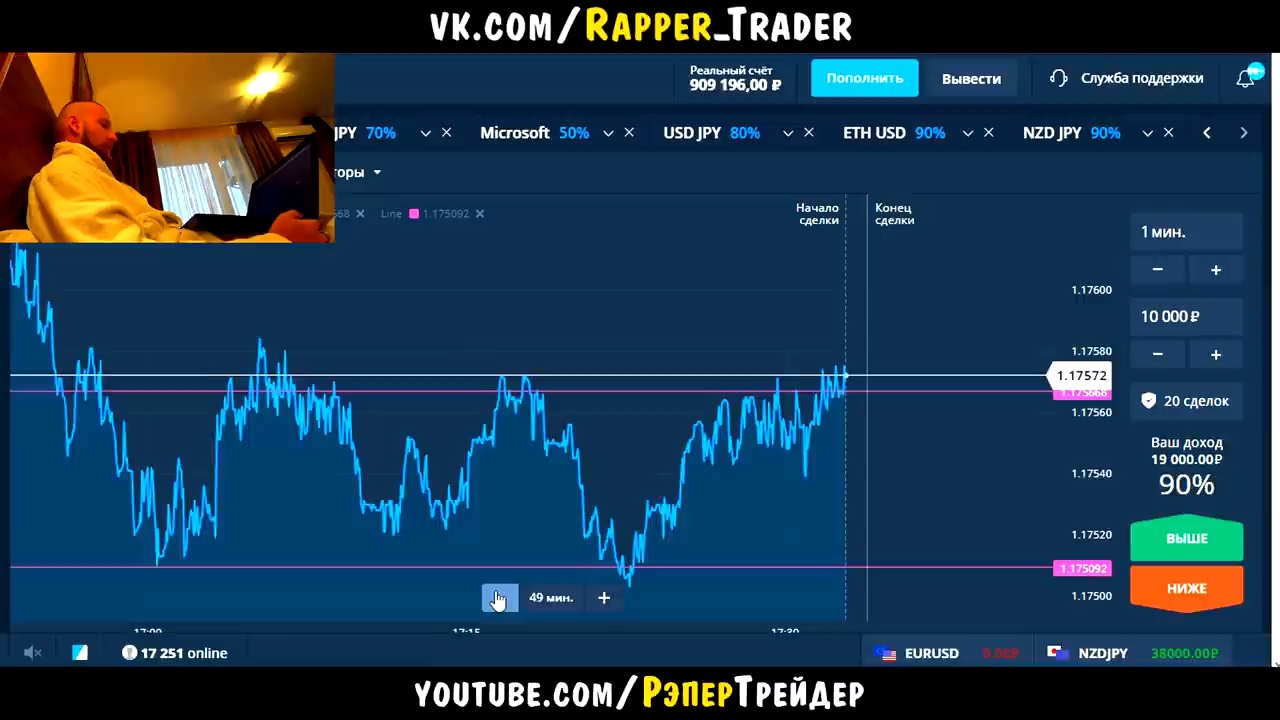 VK.COM/RAPPER_TRADER
Реальный счёт
909 196,00 ₽
Пополнить
Вывести
Служба поддержки
99+
JPY 70%
Microsoft 50%
USD JPY 80%
ETH USD 90%
NZD JPY 90%
торы
Line 1.175092
Начало
сделки
Конец
сделки
1 мин.
1.17600
10 000 ₽
1.17580
1.17572
1.17560
20 сделок
Ваш доход
19 000.00₽
90%
1.17540
1.17520
ВЫШЕ
1.175092
НИЖЕ
1.17500
49 мин.
17:00
17:15
17:30
17 251 online
EURUSD 0.00₽
NZDJPY 38000.00₽
YOUTUBE.COM/РЭПЕРТРЕЙДЕР